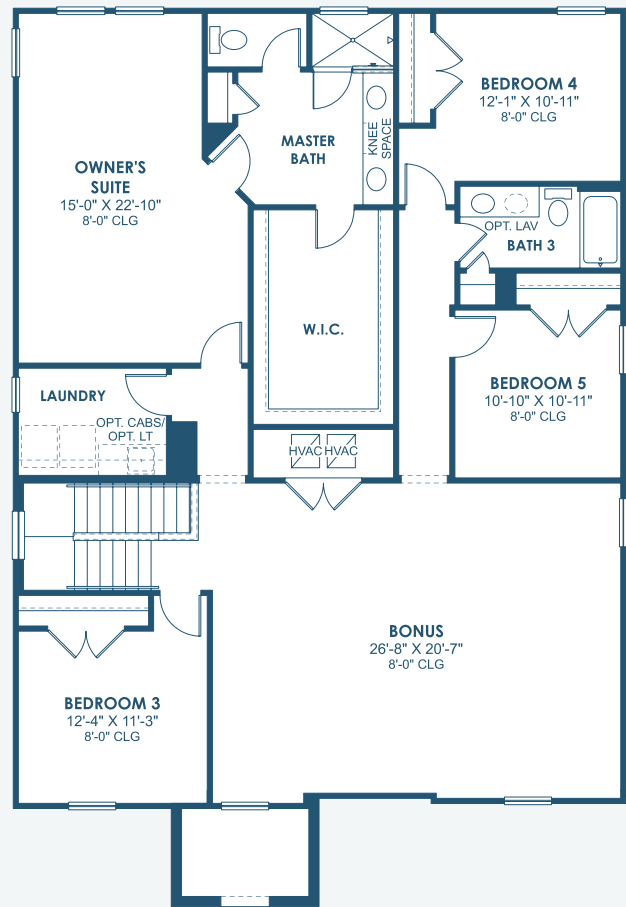 BEDROOM 4
12'-1" X 10'-11"
8'-0" CLG
KNEE
SPACE
MASTER
BATH
OWNER'S
SUITE
15'-0" X 22'-10"
8'-0" CLG
OPT. LAV
BATH 3
W.I.C.
BEDROOM 5
10'-10" X 10'-11"
8'-0" CLG
LAUNDRY
OPT. CABS/
OPT. LT
HVAC HVAC
BONUS
26'-8" X 20'-7"
8'-0" CLG
BEDROOM 3
12'-4" X 11'-3"
8'-0" CLG